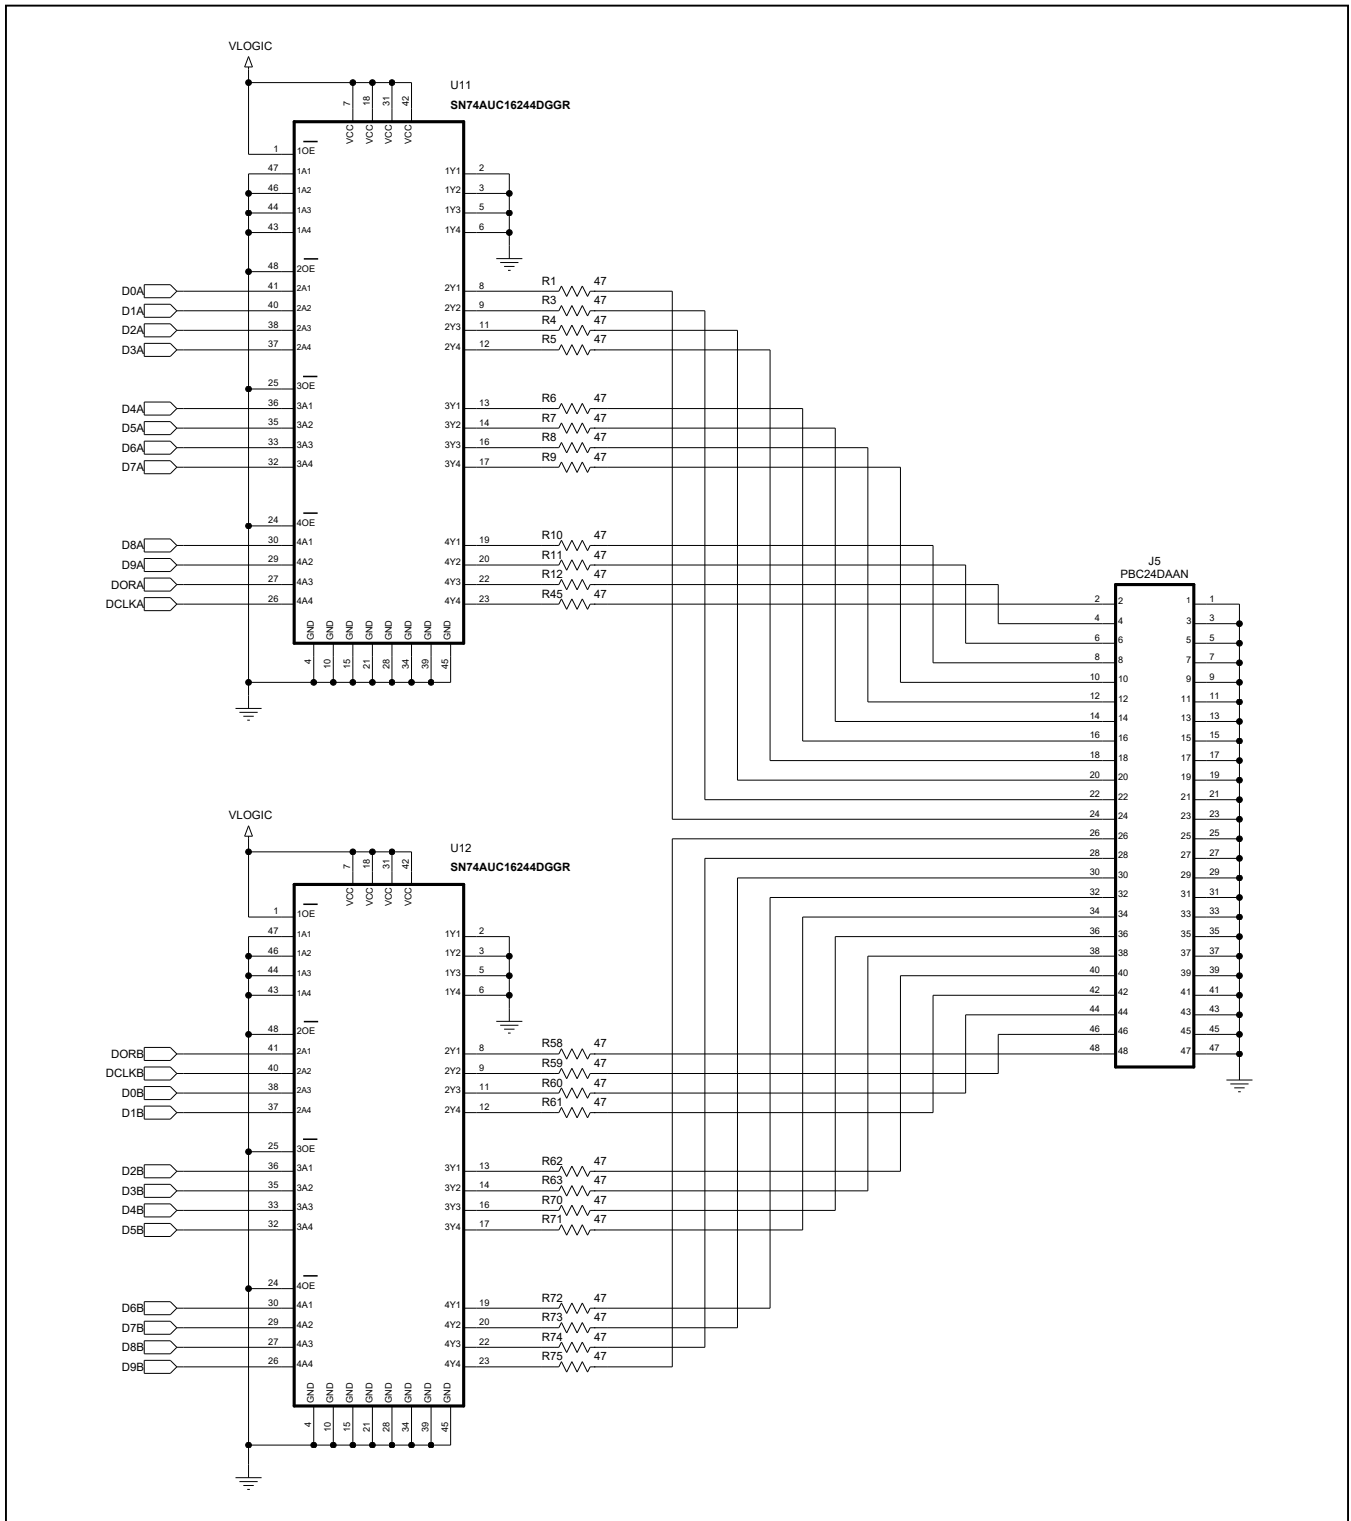 VLOGIC
U11
SN74AUC16244DGGR
7 18 31 42
VCC VCC VCC VCC
1 1OE
47 1A1 1Y1 2
46 1A2 1Y2 3
44 1A3 1Y3 5
43 1A4 1Y4 6
48 2OE
D0A 41 2A1 2Y1 8 R1 47
D1A 40 2A2 2Y2 9 R3 47
D2A 38 2A3 2Y3 11 R4 47
D3A 37 2A4 2Y4 12 R5 47
25 3OE
D4A 36 3A1 3Y1 13 R6 47
D5A 35 3A2 3Y2 14 R7 47
D6A 33 3A3 3Y3 16 R8 47
D7A 32 3A4 3Y4 17 R9 47
24 4OE
D8A 30 4A1 4Y1 19 R10 47
D9A 29 4A2 4Y2 20 R11 47
DORA 27 4A3 4Y3 22 R12 47
DCLKA 26 4A4 4Y4 23 R45 47
GND GND GND GND GND GND GND GND
4 10 15 21 28 34 39 45
J5
PBC24DAAN
2 2 1 1
4 4 3 3
6 6 5 5
8 8 7 7
10 10 9 9
12 12 11 11
14 14 13 13
16 16 15 15
18 18 17 17
20 20 19 19
22 22 21 21
24 24 23 23
26 26 25 25
28 28 27 27
30 30 29 29
32 32 31 31
34 34 33 33
36 36 35 35
38 38 37 37
40 40 39 39
42 42 41 41
44 44 43 43
46 46 45 45
48 48 47 47
VLOGIC
U12
SN74AUC16244DGGR
7 18 31 42
VCC VCC VCC VCC
1 1OE
47 1A1 1Y1 2
46 1A2 1Y2 3
44 1A3 1Y3 5
43 1A4 1Y4 6
48 2OE
DORB 41 2A1 2Y1 8 R58 47
DCLKB 40 2A2 2Y2 9 R59 47
D0B 38 2A3 2Y3 11 R60 47
D1B 37 2A4 2Y4 12 R61 47
25 3OE
D2B 36 3A1 3Y1 13 R62 47
D3B 35 3A2 3Y2 14 R63 47
D4B 33 3A3 3Y3 16 R70 47
D5B 32 3A4 3Y4 17 R71 47
24 4OE
D6B 30 4A1 4Y1 19 R72 47
D7B 29 4A2 4Y2 20 R73 47
D8B 27 4A3 4Y3 22 R74 47
D9B 26 4A4 4Y4 23 R75 47
GND GND GND GND GND GND GND GND
4 10 15 21 28 34 39 45